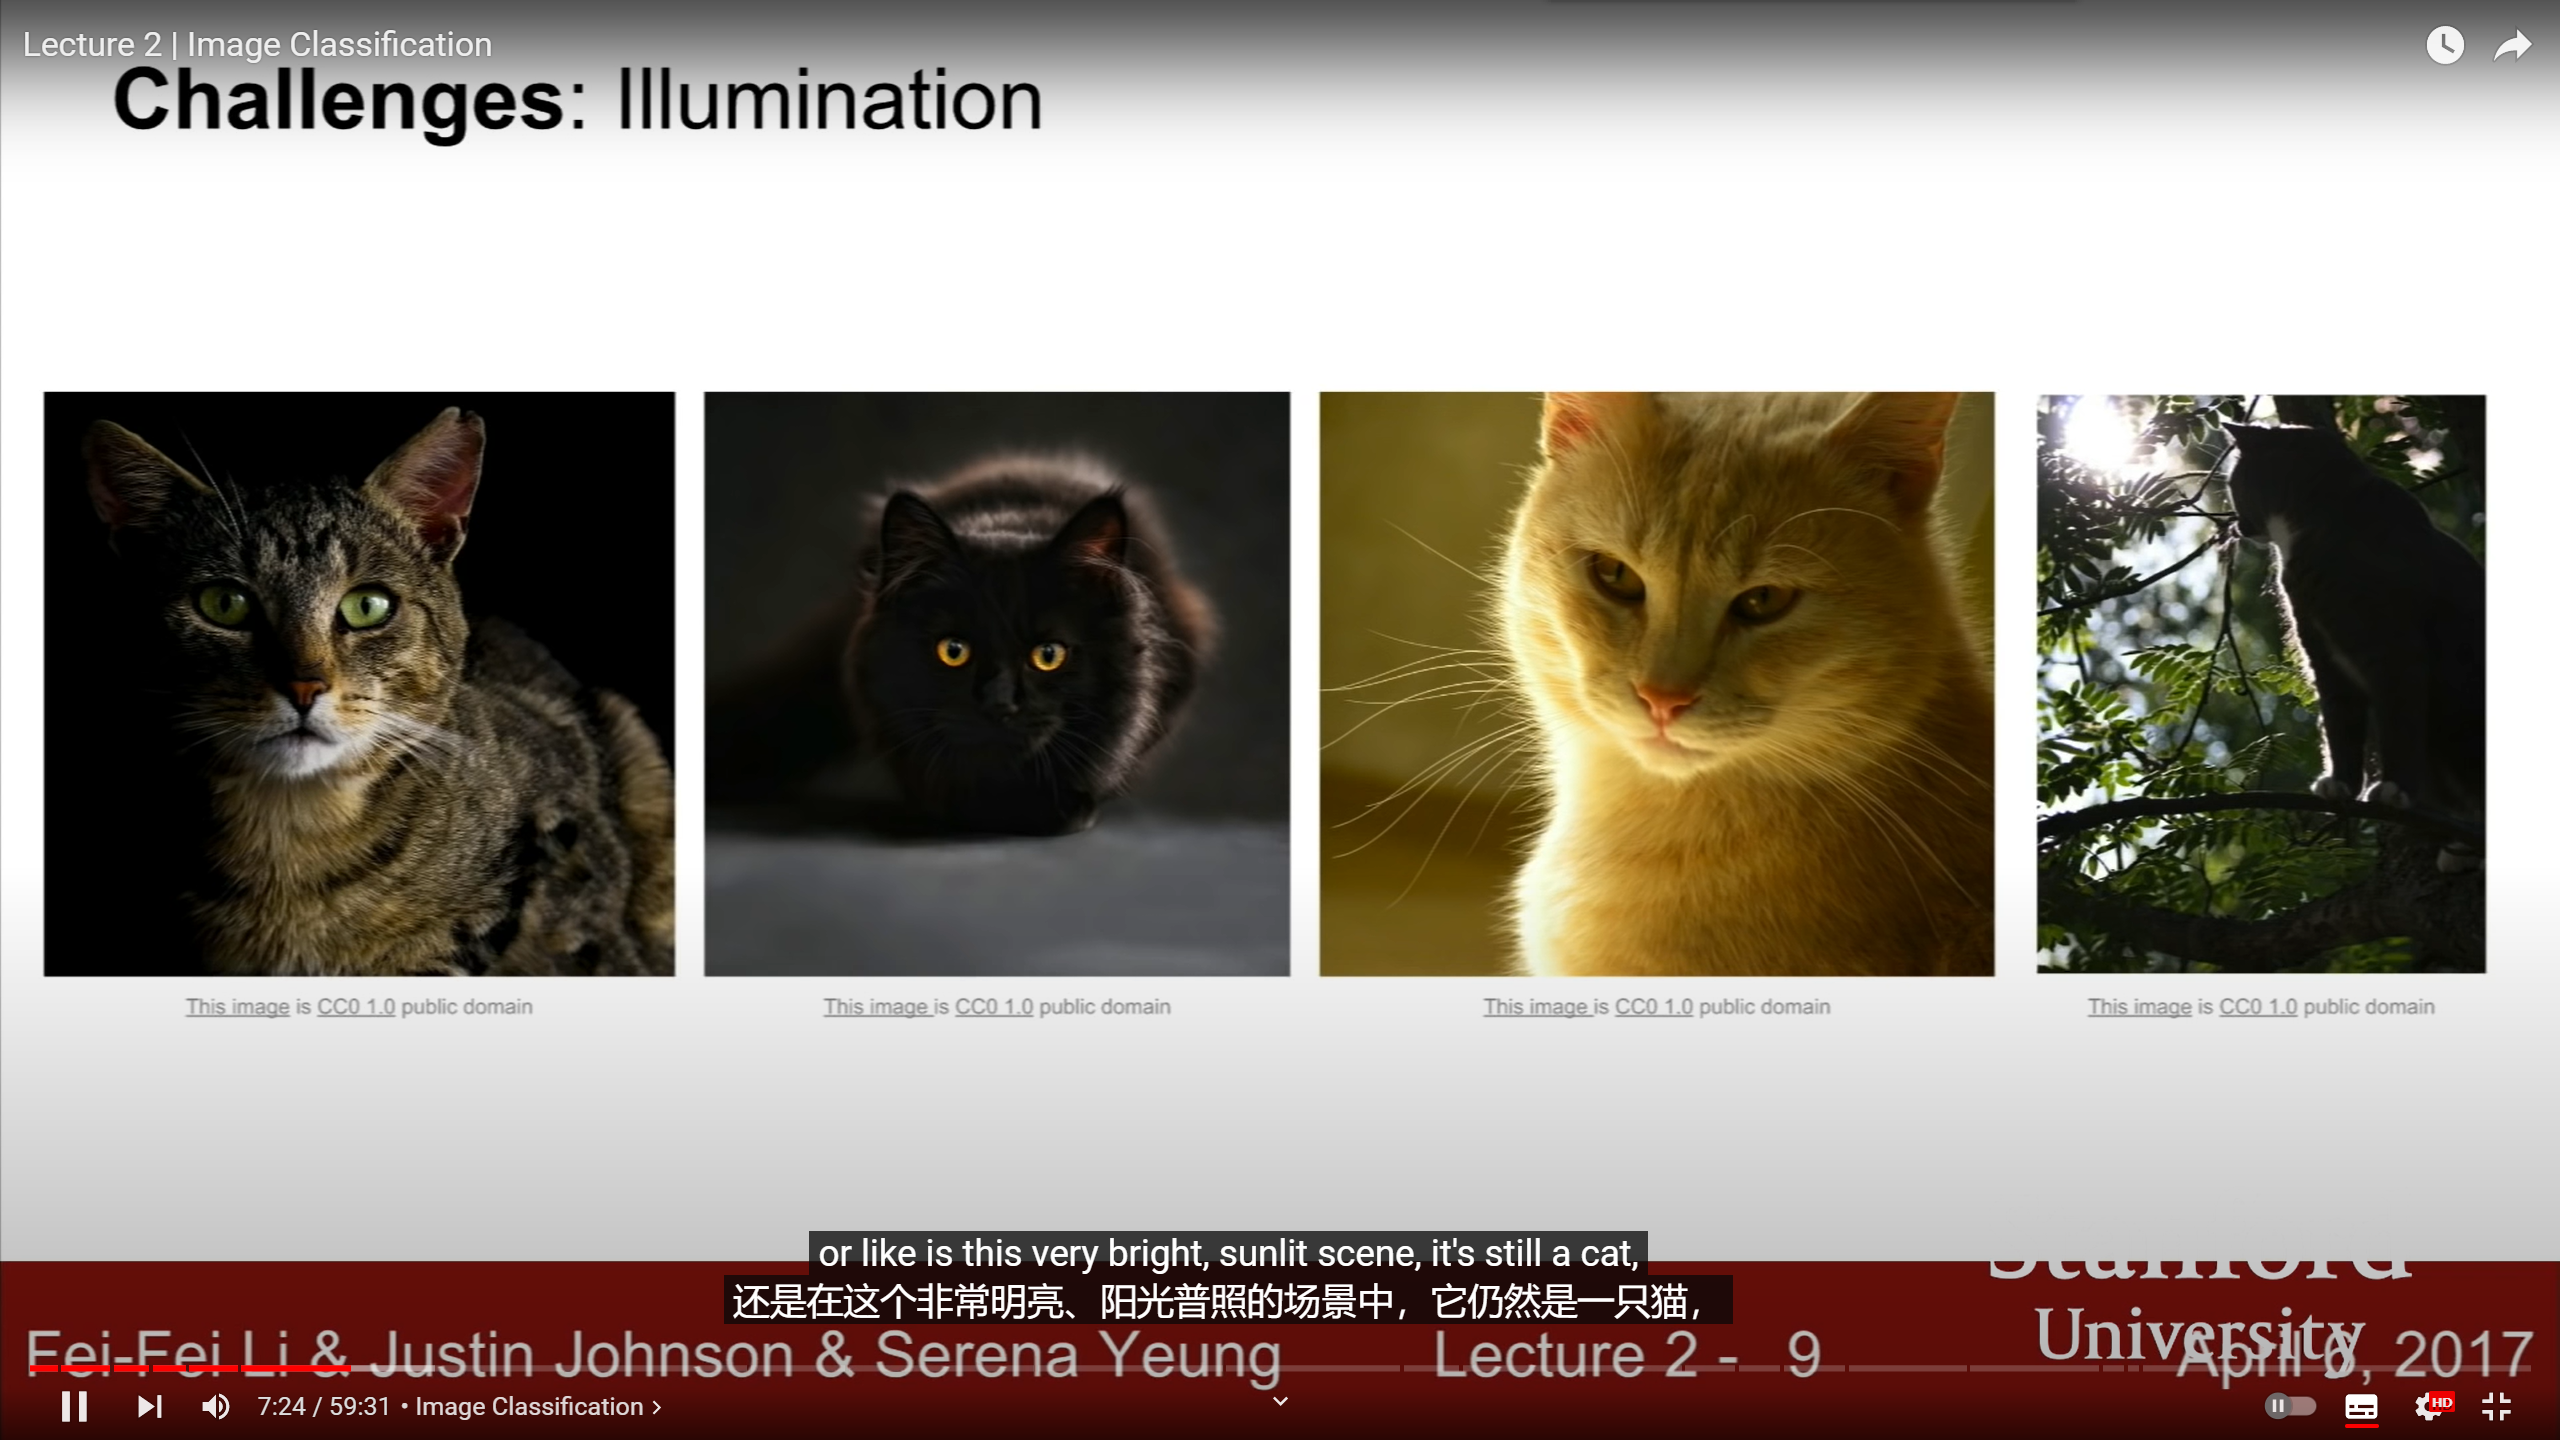 Lecture 2 | Image Classification
Challenges: Illumination
This image is CC0 1.0 public domain
This image is CC0 1.0 public domain
This image is CC0 1.0 public domain
This image is CC0 1.0 public domain
or like is this very bright, sunlit scene, it's still a cat,
还是在这个非常明亮、阳光普照的场景中，它仍然是一只猫，
Stanford
University
Fei-Fei Li & Justin Johnson & Serena Yeung
Lecture 2 - 9
April 6, 2017
7:24 / 59:31 • Image Classification
HD